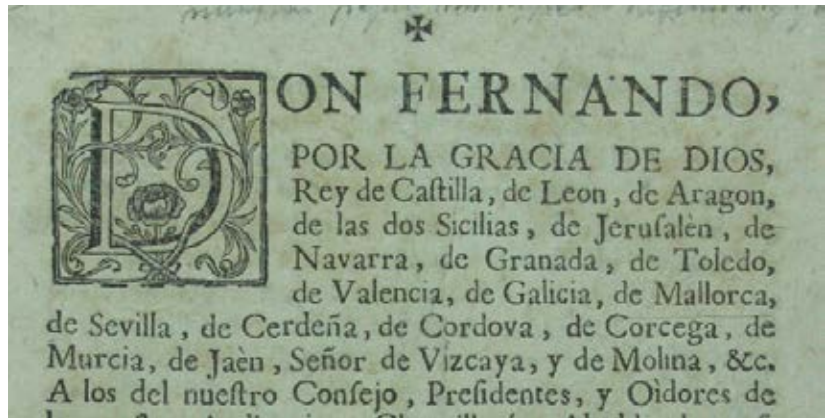 ✠
DON FERNANDO,
POR LA GRACIA DE DIOS,
Rey de Caſtilla, de Leon, de Aragon,
de las dos Sicilias, de Jeruſalèn, de
Navarra, de Granada, de Toledo,
de Valencia, de Galicia, de Mallorca,
de Sevilla, de Cerdeña, de Cordova, de Corcega, de
Murcia, de Jaèn, Señor de Vizcaya, y de Molina, &c.
A los del nueſtro Conſejo, Preſidentes, y Oìdores de